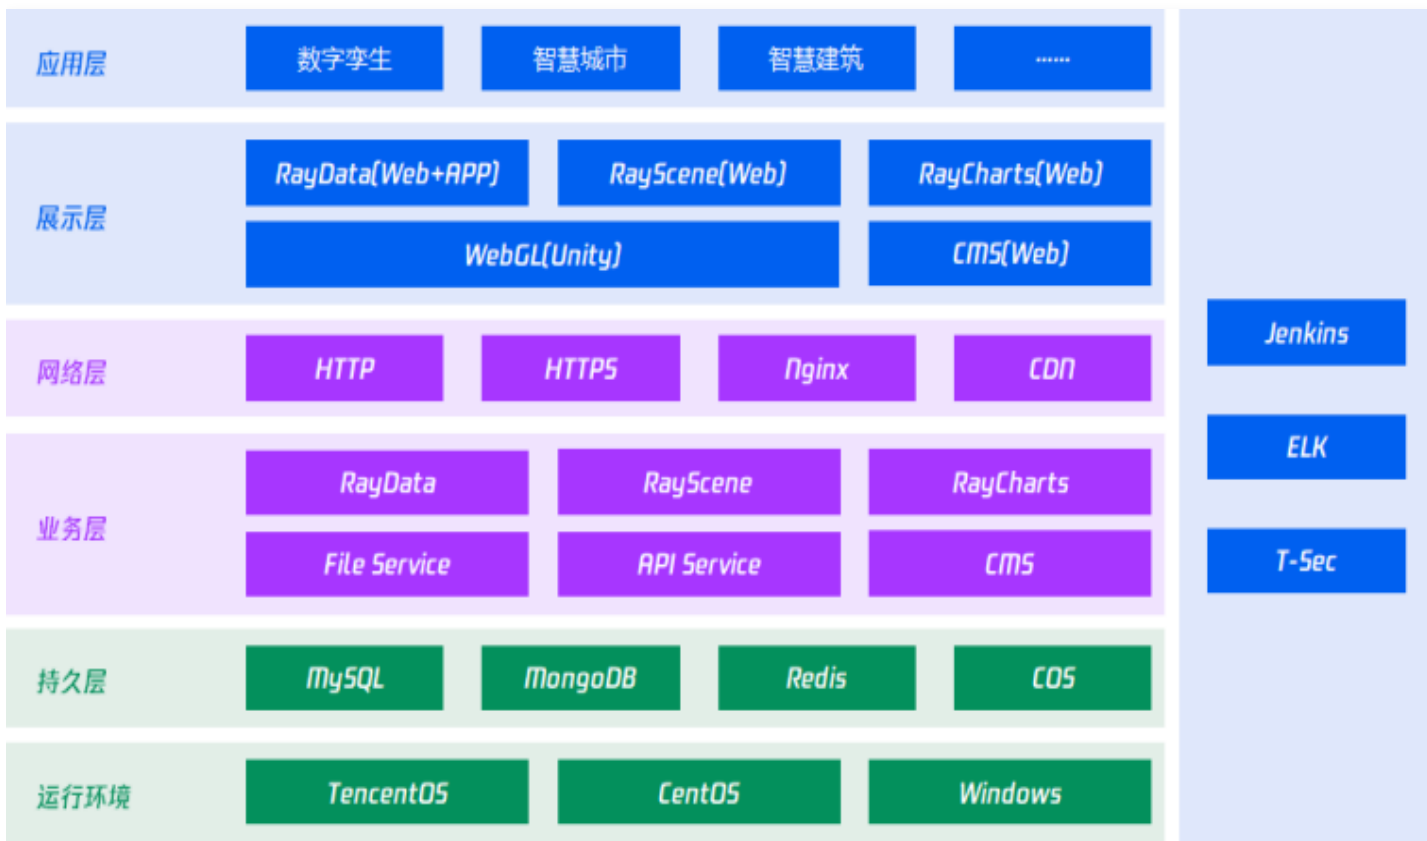 应用层
数字孪生
智慧城市
智慧建筑
……
展示层
RayData(Web+APP)
RayScene(Web)
RayCharts(Web)
WebGL(Unity)
CMS(Web)
网络层
HTTP
HTTPS
Nginx
CDN
业务层
RayData
RayScene
RayCharts
File Service
API Service
CMS
持久层
MySQL
MongoDB
Redis
COS
运行环境
TencentOS
CentOS
Windows
Jenkins
ELK
T-Sec